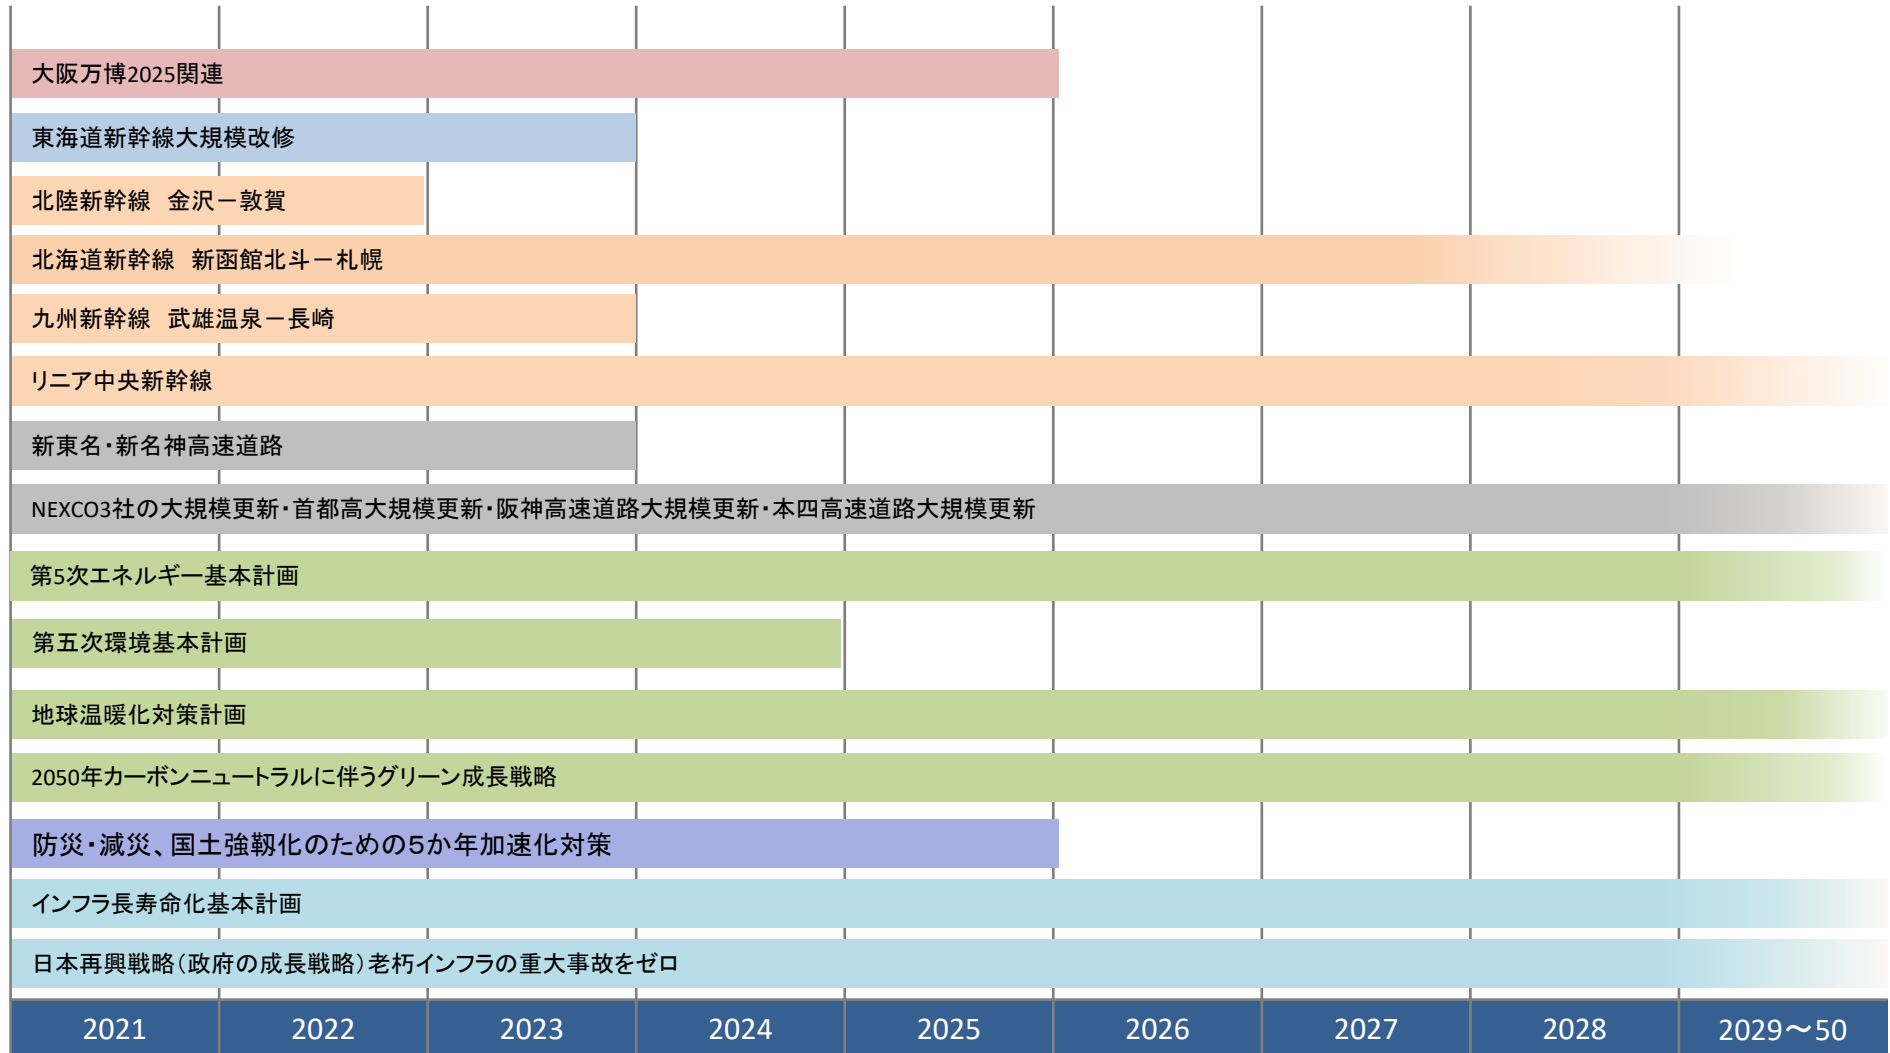 大阪万博2025関連
東海道新幹線大規模改修
北陸新幹線　金沢－敦賀
北海道新幹線　新函館北斗－札幌
九州新幹線　武雄温泉－長崎
リニア中央新幹線
新東名・新名神高速道路
NEXCO3社の大規模更新・首都高大規模更新・阪神高速道路大規模更新・本四高速道路大規模更新
第5次エネルギー基本計画
第五次環境基本計画
地球温暖化対策計画
2050年カーボンニュートラルに伴うグリーン成長戦略
防災・減災、国土強靱化のための５か年加速化対策
インフラ長寿命化基本計画
日本再興戦略（政府の成長戦略）老朽インフラの重大事故をゼロ
2021 2022 2023 2024 2025 2026 2027 2028 2029～50